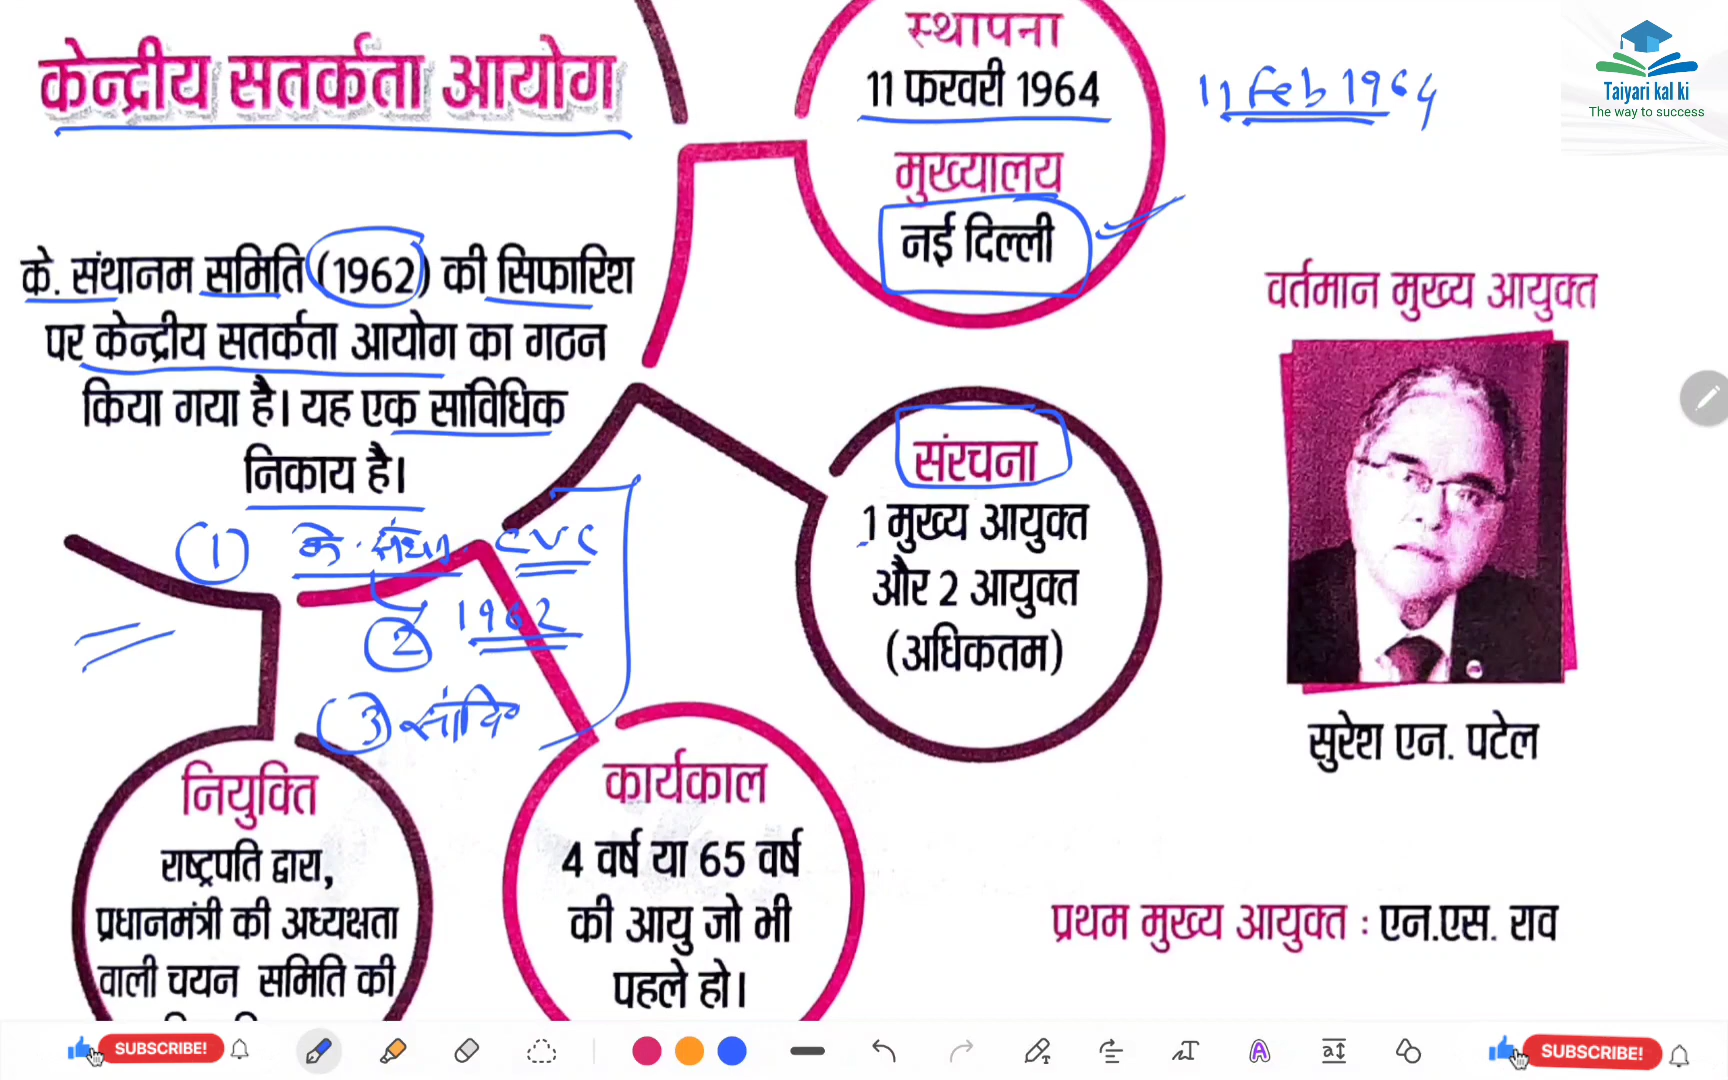 केन्द्रीय सतर्कता आयोग
स्थापना
11 फरवरी 1964
11 Feb 1964
मुख्यालय
नई दिल्ली
Taiyari kal ki
The way to success
के. संथानम समिति (1962) की सिफारिश
पर केन्द्रीय सतर्कता आयोग का गठन
किया गया है। यह एक सांविधिक
निकाय है।
वर्तमान मुख्य आयुक्त
सुरेश एन. पटेल
संरचना
1 मुख्य आयुक्त
और 2 आयुक्त
(अधिकतम)
1 के. CVC
2 1962
3 सांवि
नियुक्ति
राष्ट्रपति द्वारा,
प्रधानमंत्री की अध्यक्षता
वाली चयन समिति की
कार्यकाल
4 वर्ष या 65 वर्ष
की आयु जो भी
पहले हो।
प्रथम मुख्य आयुक्त : एन.एस. राव
SUBSCRIBE!
SUBSCRIBE!